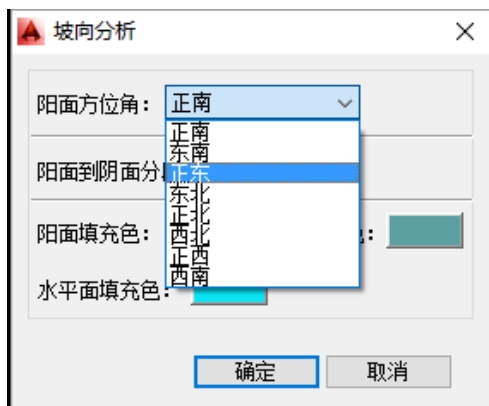 坡向分析
阳面方位角： 正南
正南
东南
阳面到阴面分 正东
东北
正北
阳面填充色： 西北 ：
正西
西南
水平面填充色：
确定 取消